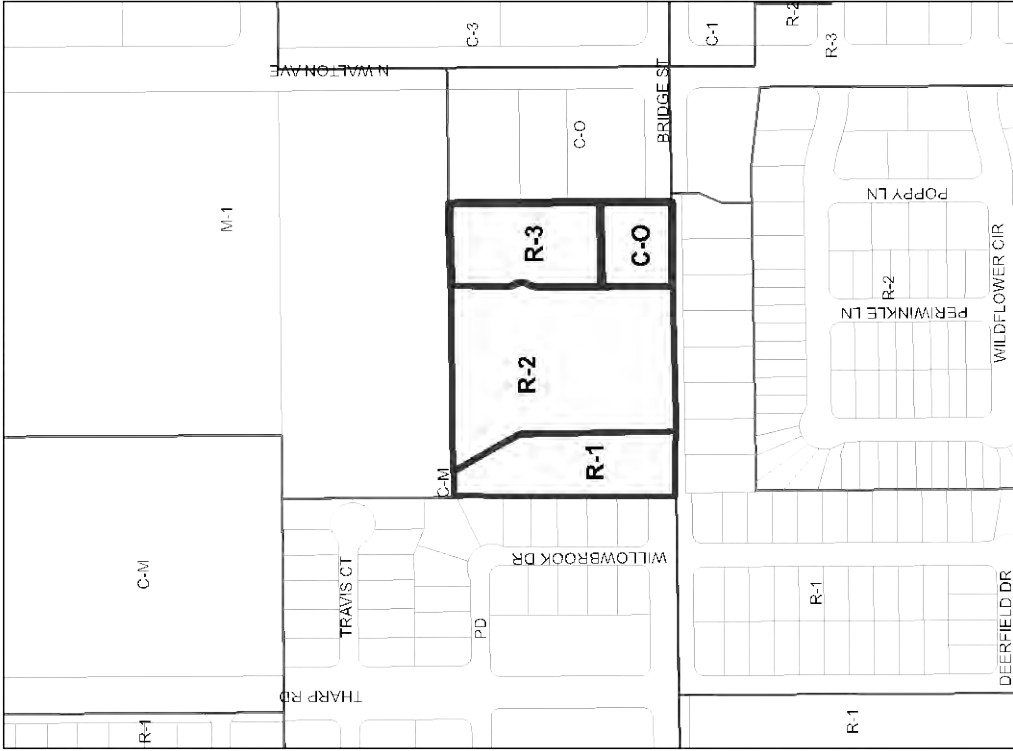 C-3
C-1
R-2
R-3
N WALTON AVE
BRIDGE ST
C-O
M-1
POPPY LN
R-3
C-O
R-2
PERIWINKLE LN
WILDFLOWER CIR
R-2
R-1
C-M
C-M
WILLOWBROOK DR
TRAVIS CT
PD
R-1
DEERFIELD DR
THARP RD
R-1
R-1